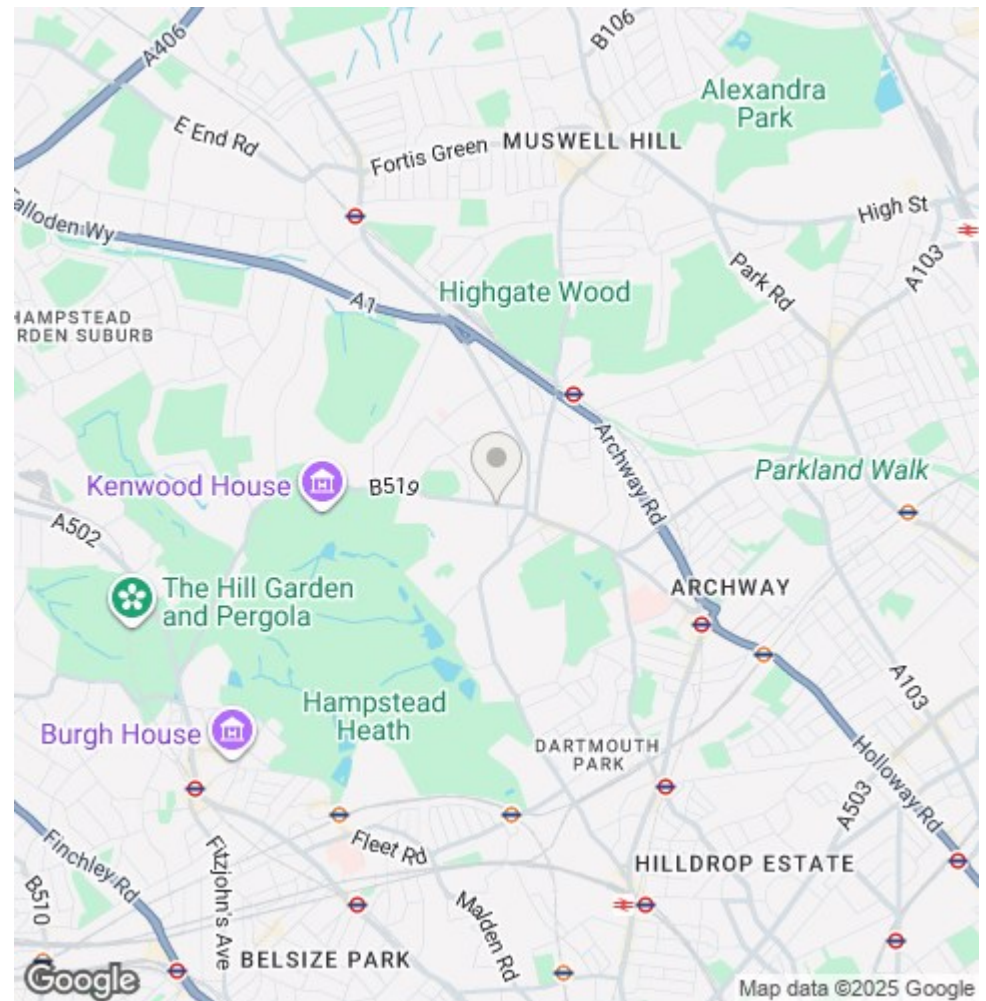 A406
B106
Alexandra
Park
E End Rd
Fortis Green
MUSWELL HILL
High St
Falloden Wy
A103
Park Rd
Highgate Wood
A1
HAMPSTEAD
RDEN SUBURB
Archway Rd
Parkland Walk
Kenwood House
B519
A502
The Hill Garden
and Pergola
ARCHWAY
Hampstead
Heath
A103
Burgh House
DARTMOUTH
PARK
Holloway Rd
A503
Fleet Rd
Finchley Rd
Fitzjohn's Ave
HILLDROP ESTATE
B510
Malden Rd
BELSIZE PARK
Google
Map data ©2025 Google